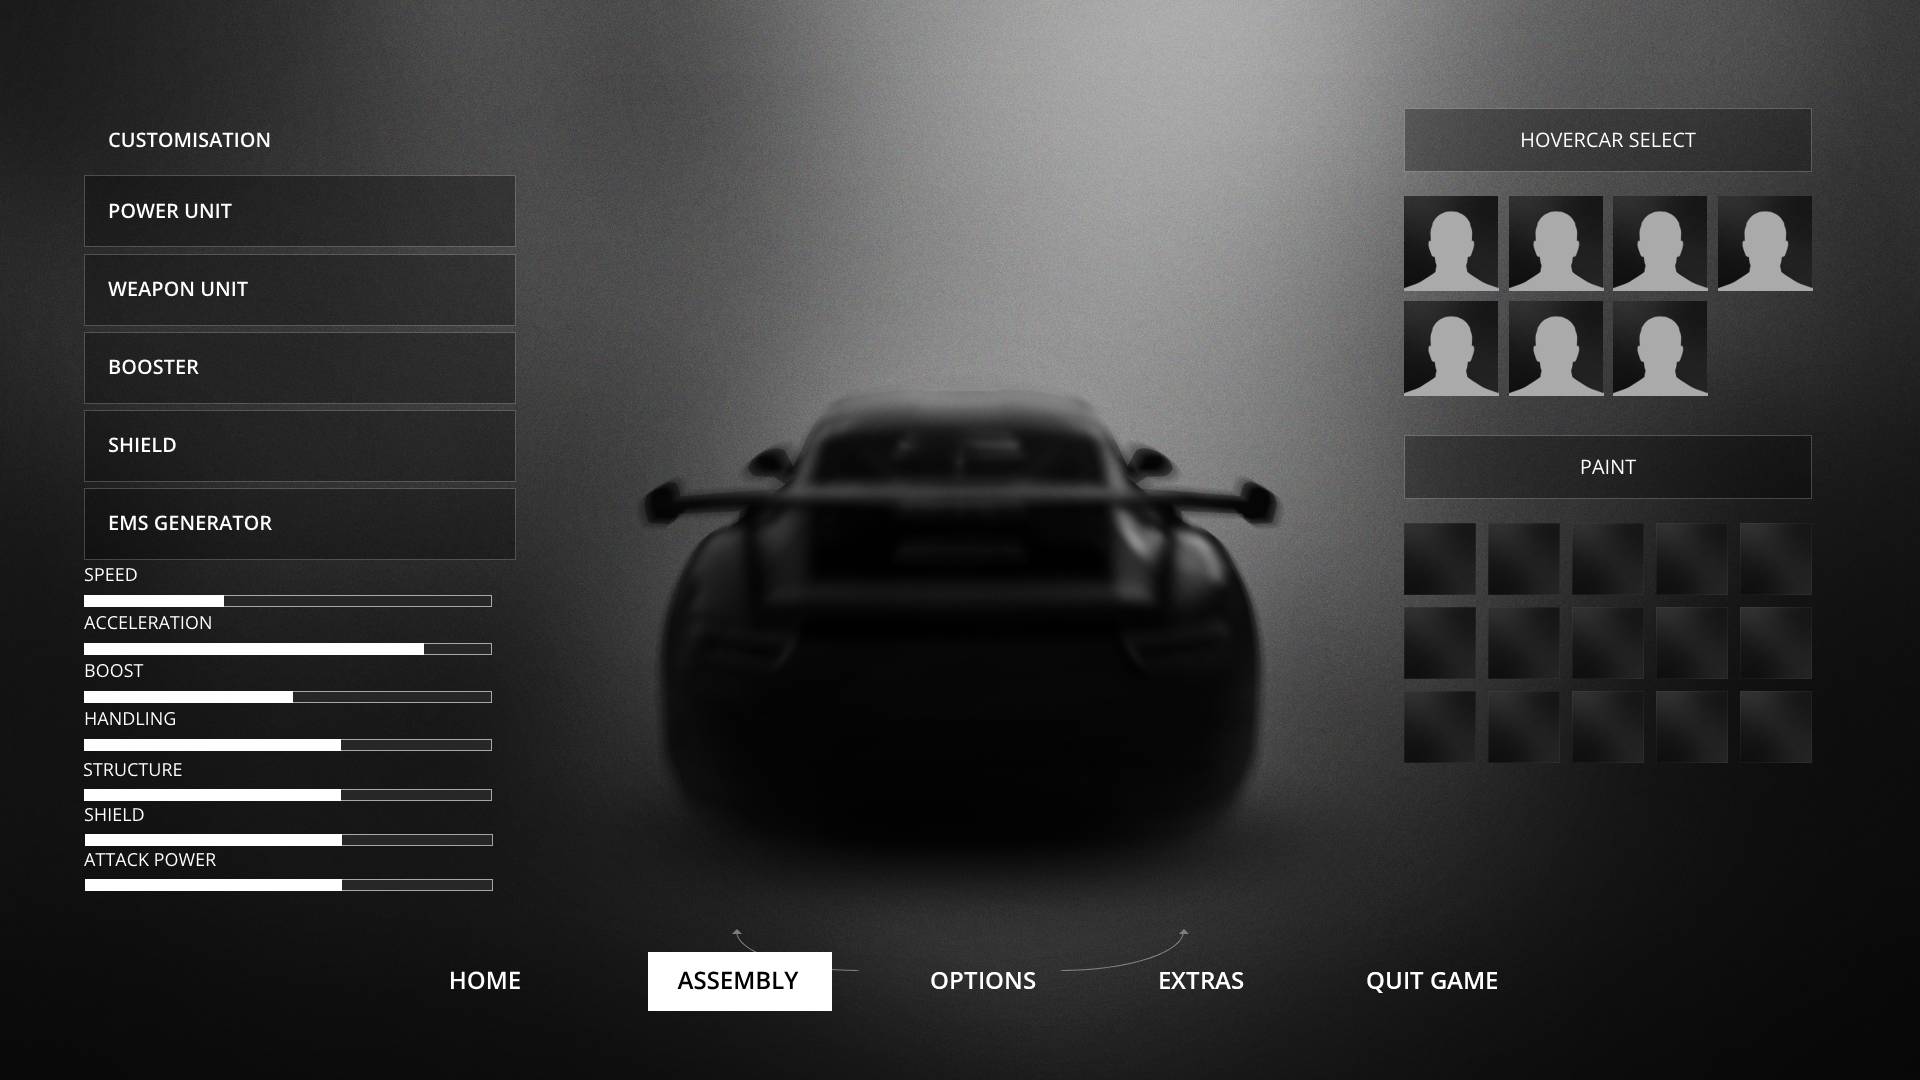 CUSTOMISATION
POWER UNIT
WEAPON UNIT
BOOSTER
SHIELD
EMS GENERATOR
SPEED
ACCELERATION
BOOST
HANDLING
STRUCTURE
SHIELD
ATTACK POWER
HOVERCAR SELECT
PAINT
HOME
ASSEMBLY
OPTIONS
EXTRAS
QUIT GAME